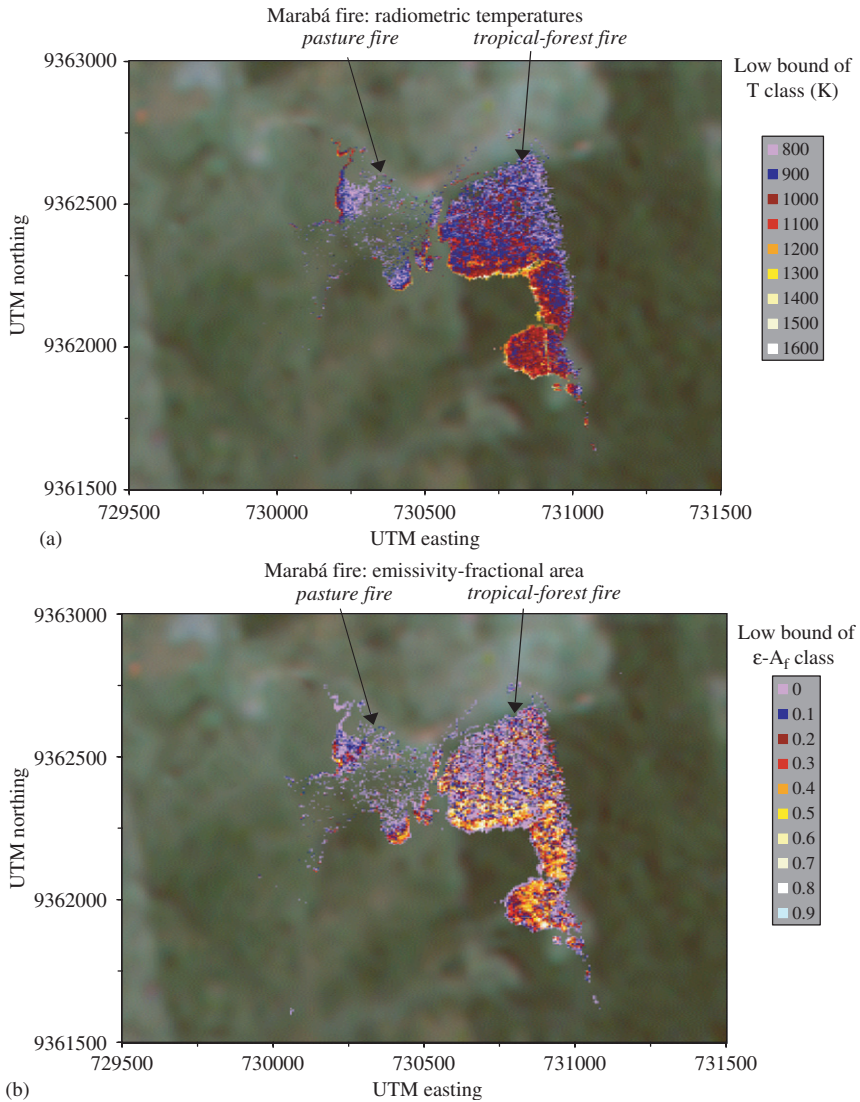 Marabá fire: radiometric temperatures
pasture fire tropical-forest fire
Low bound of
T class (K)
800
900
1000
1100
1200
1300
1400
1500
1600
9363000
9362500
9362000
9361500
UTM northing
729500 730000 730500 731000 731500
(a)
UTM easting
Marabá fire: emissivity-fractional area
pasture fire tropical-forest fire
Low bound of
ε-Af class
0
0.1
0.2
0.3
0.4
0.5
0.6
0.7
0.8
0.9
9363000
9362500
9362000
9361500
UTM northing
729500 730000 730500 731000 731500
(b)
UTM easting